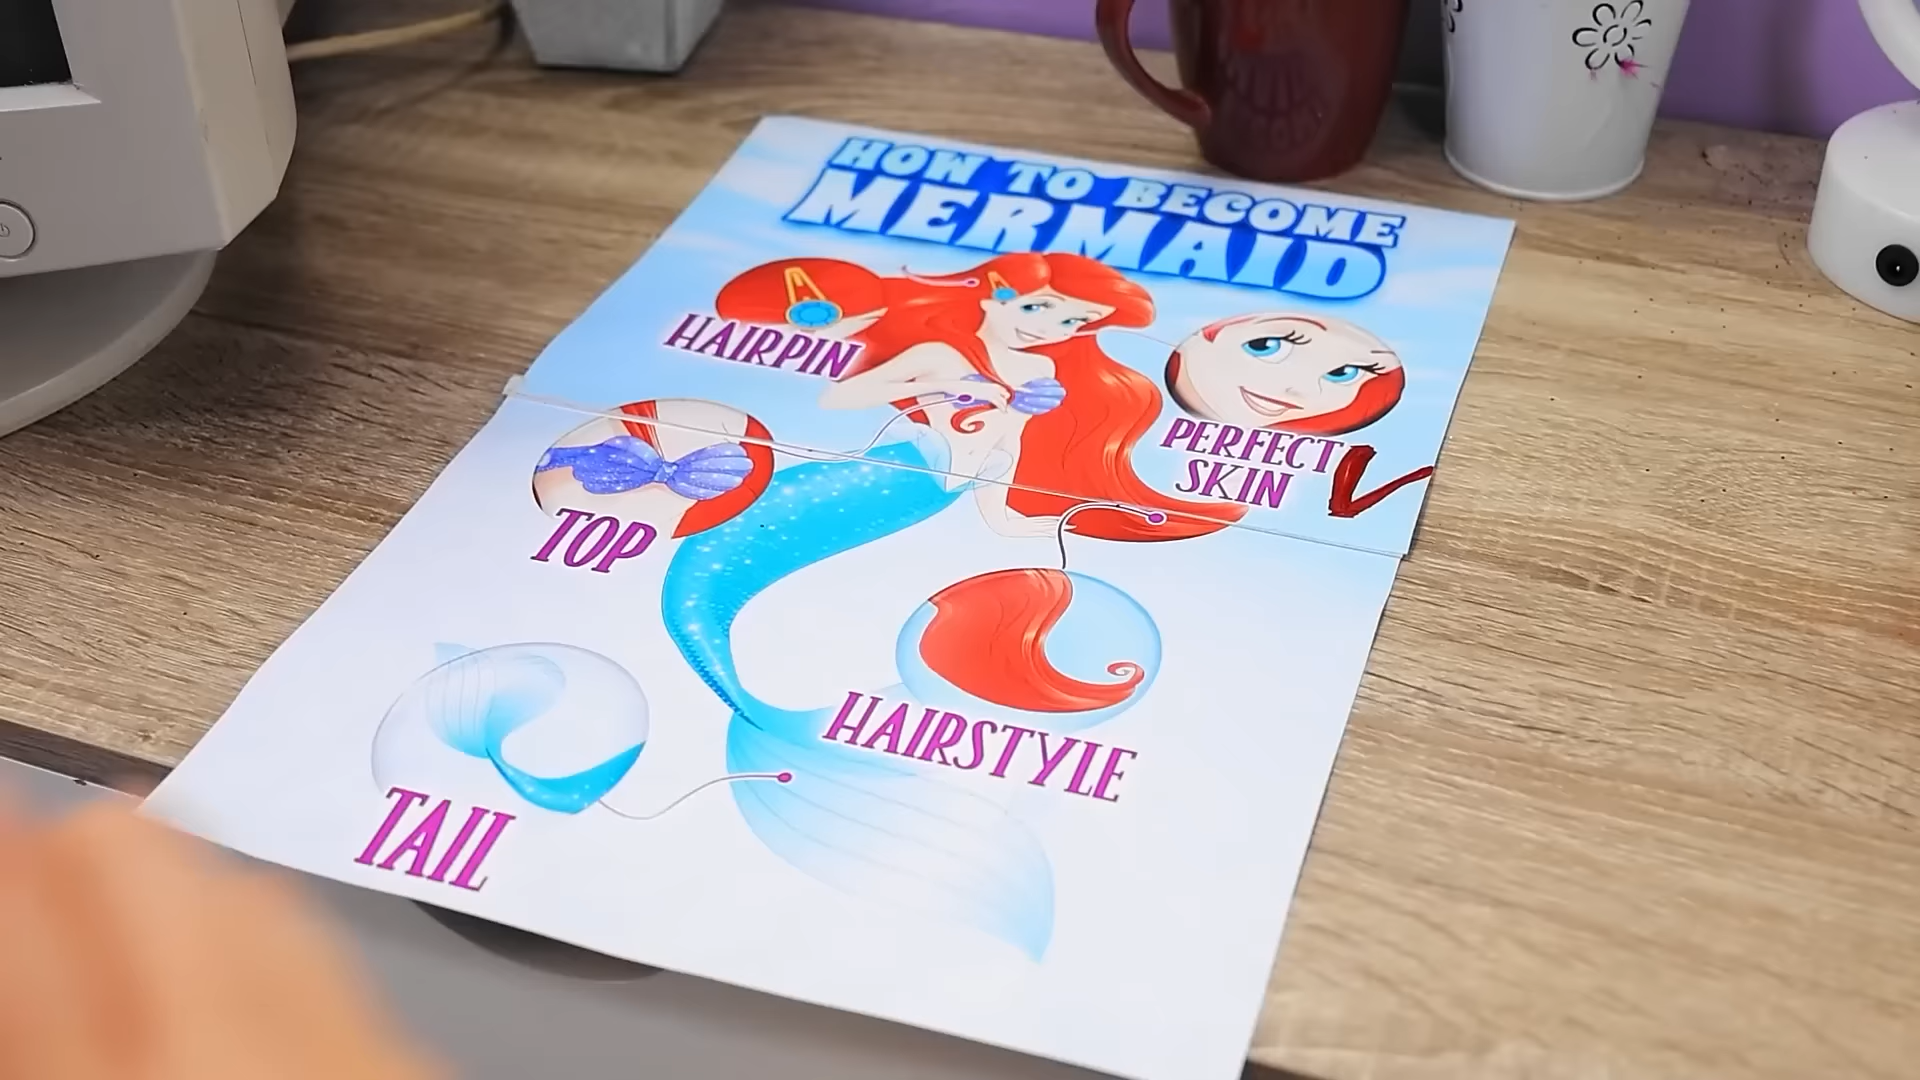 HOW TO BECOME
MERMAID
HAIRPIN
PERFECT
SKIN
TOP
HAIRSTYLE
TAIL